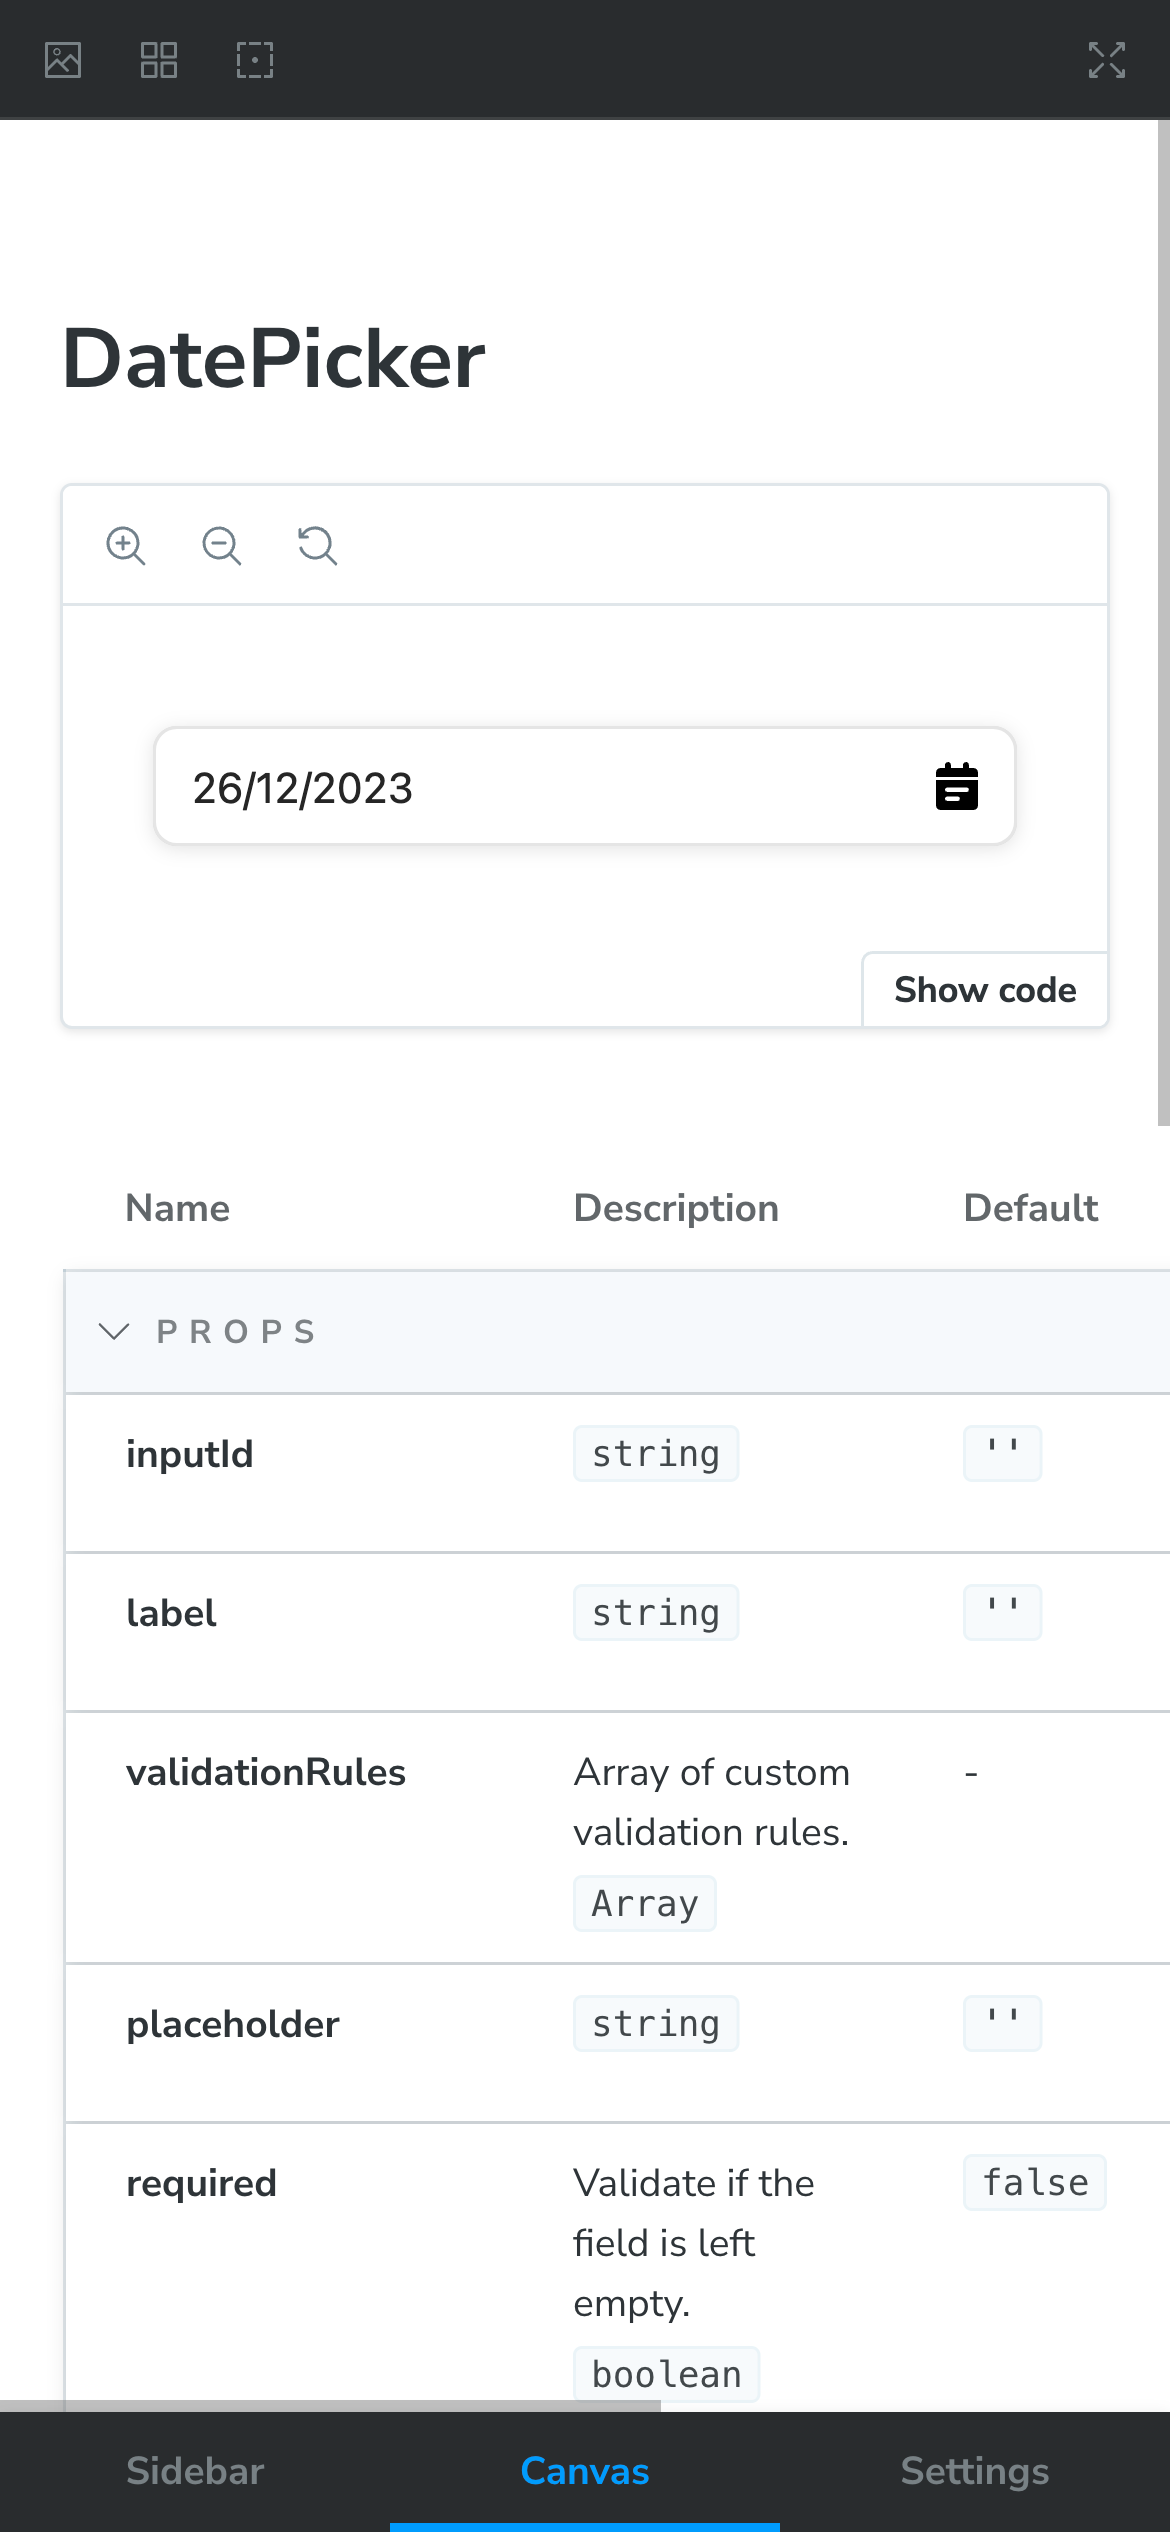 DatePicker
26/12/2023
Show code
Name Description Default
PROPS
inputId string ''
label string ''
validationRules Array of custom -
validation rules.
Array
placeholder string ''
required Validate if the false
field is left
empty.
boolean
Sidebar Canvas Settings